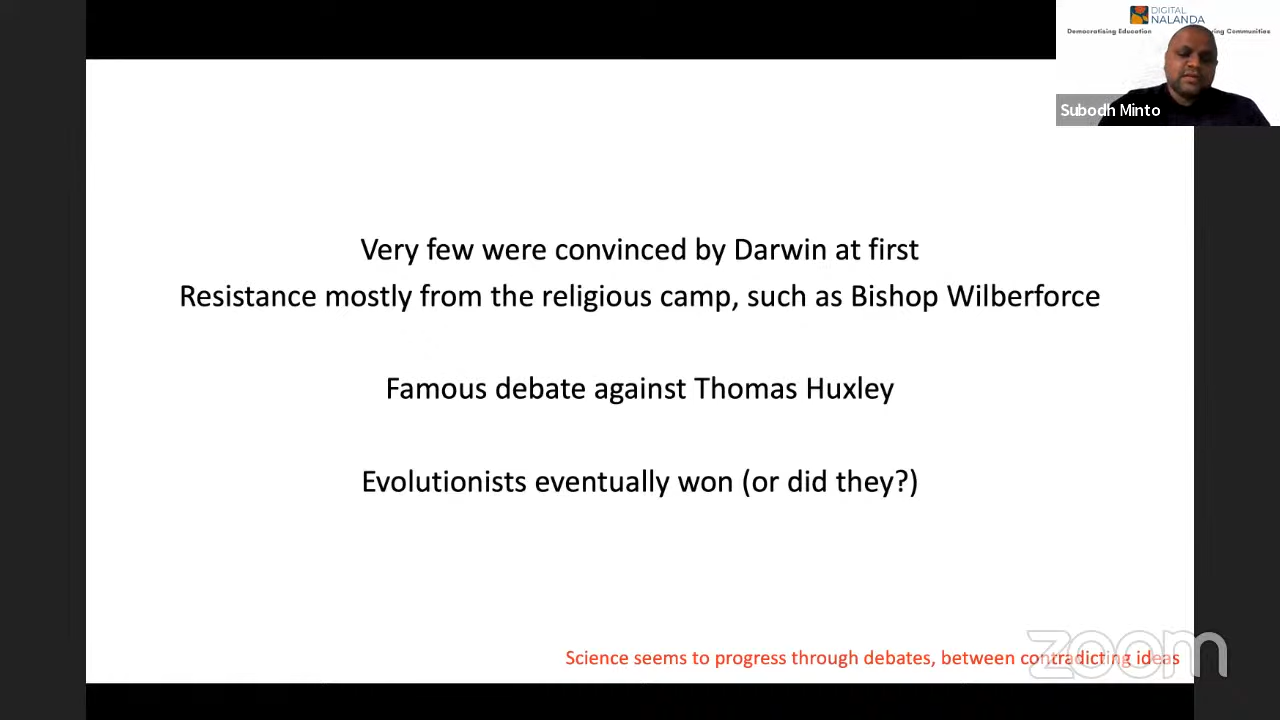 DIGITAL
NALANDA
Democratising Education
ving Communities
Subodh Minto
Very few were convinced by Darwin at first
Resistance mostly from the religious camp, such as Bishop Wilberforce
Famous debate against Thomas Huxley
Evolutionists eventually won (or did they?)
Science seems to progress through debates, between contradicting ideas
zoom